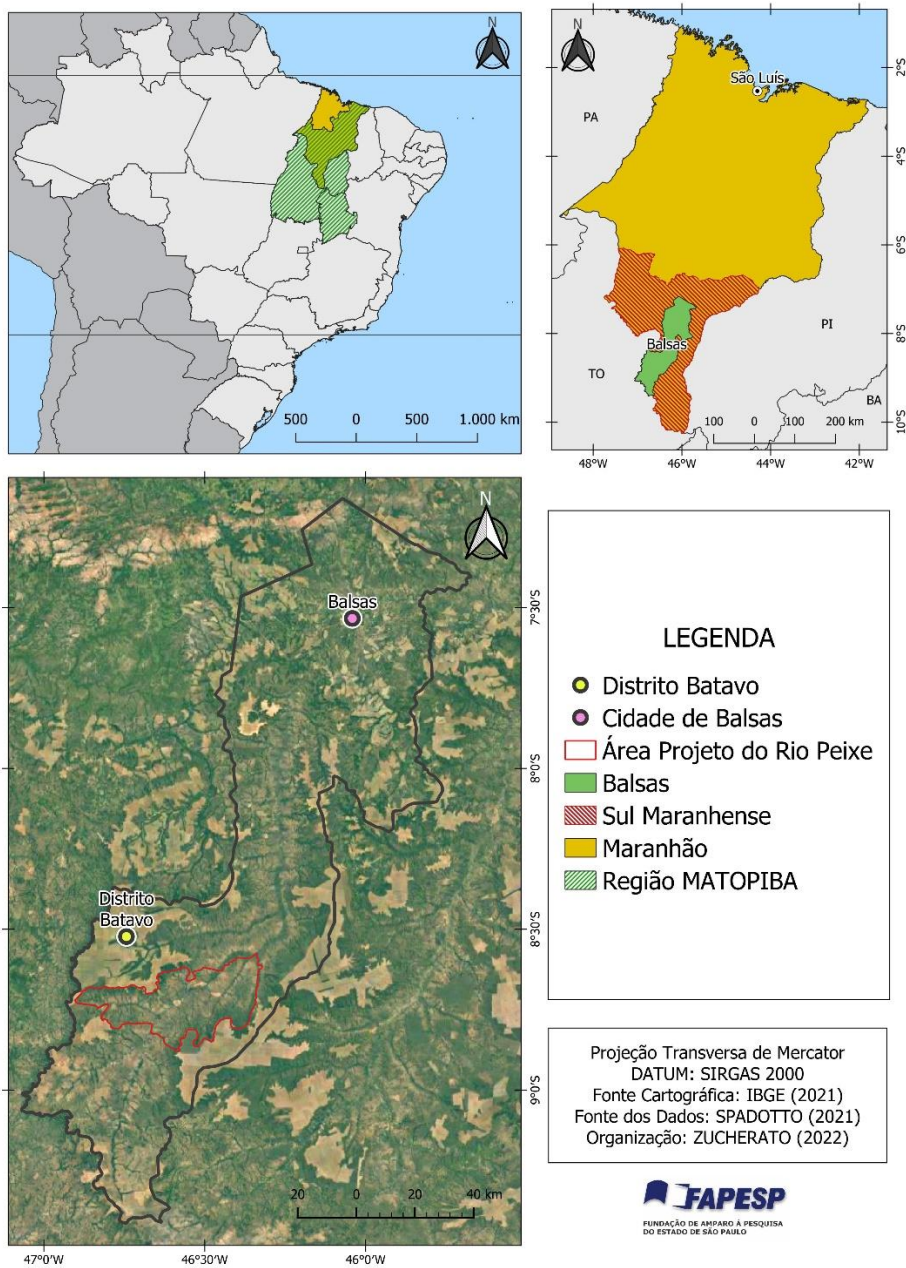 N
500 0 500 1.000 km
N
São Luís
PA
PI
Balsas
TO
BA
100 0 100 200 km
2°S
4°S
6°S
8°S
10°S
48°W 46°W 44°W 42°W
N
Balsas
Distrito
Batavo
20 0 20 40 km
7°30'S
8°0'S
8°30'S
9°0'S
47°0'W 46°30'W 46°0'W
LEGENDA
Distrito Batavo
Cidade de Balsas
Área Projeto do Rio Peixe
Balsas
Sul Maranhense
Maranhão
Região MATOPIBA
Projeção Transversa de Mercator
DATUM: SIRGAS 2000
Fonte Cartográfica: IBGE (2021)
Fonte dos Dados: SPADOTTO (2021)
Organização: ZUCHERATO (2022)
FAPESP
FUNDAÇÃO DE AMPARO À PESQUISA
DO ESTADO DE SÃO PAULO